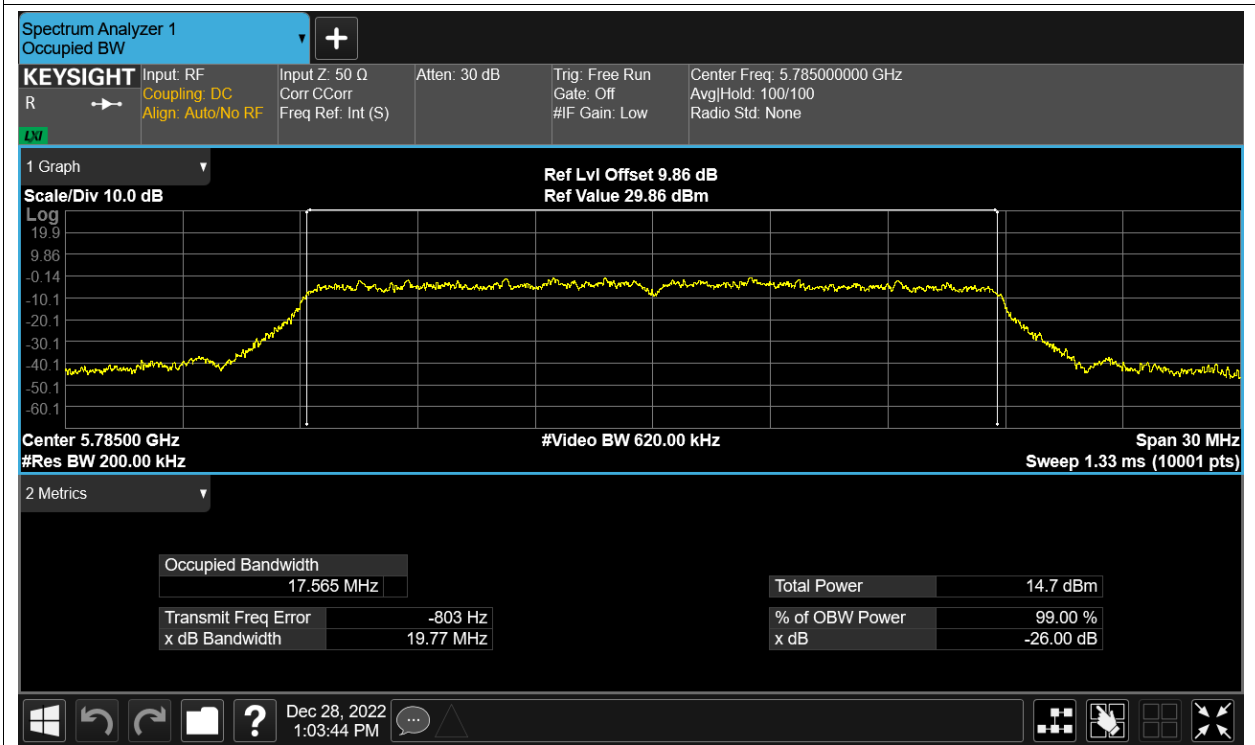 Spectrum Analyzer 1
Occupied BW
KEYSIGHT
R
LXI
Input: RF
Coupling: DC
Align: Auto/No RF
Input Z: 50 Ω
Corr CCorr
Freq Ref: Int (S)
Atten: 30 dB
Trig: Free Run
Gate: Off
#IF Gain: Low
Center Freq: 5.785000000 GHz
Avg|Hold: 100/100
Radio Std: None
1 Graph
Scale/Div 10.0 dB
Ref Lvl Offset 9.86 dB
Ref Value 29.86 dBm
Log
19.9
9.86
-0.14
-10.1
-20.1
-30.1
-40.1
-50.1
-60.1
Center 5.78500 GHz
#Res BW 200.00 kHz
#Video BW 620.00 kHz
Span 30 MHz
Sweep 1.33 ms (10001 pts)
2 Metrics
Occupied Bandwidth
17.565 MHz
Total Power 14.7 dBm
Transmit Freq Error -803 Hz
x dB Bandwidth 19.77 MHz
% of OBW Power 99.00 %
x dB -26.00 dB
Dec 28, 2022
1:03:44 PM